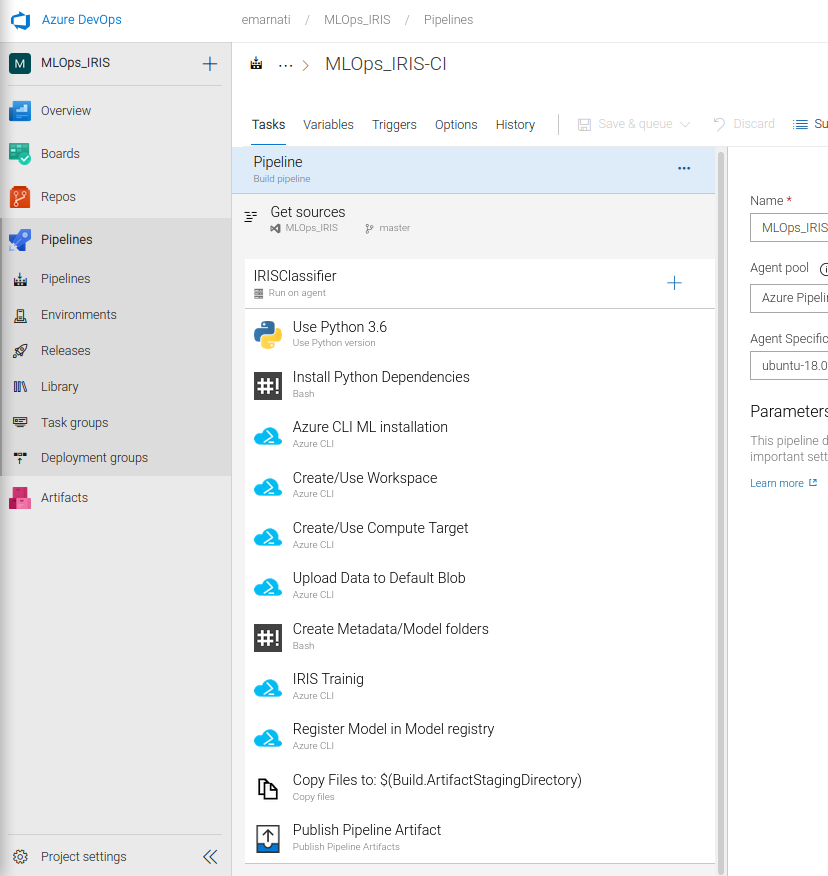 Azure DevOps
emarnati / MLOps_IRIS / Pipelines
M MLOps_IRIS
Overview
Boards
Repos
Pipelines
Pipelines
Environments
Releases
Library
Task groups
Deployment groups
Artifacts
Project settings
... > MLOps_IRIS-CI
Tasks Variables Triggers Options History Save & queue Discard Su
Pipeline
Build pipeline
...
Get sources
MLOps_IRIS master
IRISClassifier
Run on agent
Use Python 3.6
Use Python version
#! Install Python Dependencies
Bash
Azure CLI ML installation
Azure CLI
Create/Use Workspace
Azure CLI
Create/Use Compute Target
Azure CLI
Upload Data to Default Blob
Azure CLI
#! Create Metadata/Model folders
Bash
IRIS Trainig
Azure CLI
Register Model in Model registry
Azure CLI
Copy Files to: $(Build.ArtifactStagingDirectory)
Copy files
Publish Pipeline Artifact
Publish Pipeline Artifacts
Name *
MLOps_IRIS
Agent pool
Azure Pipelin
Agent Specific
ubuntu-18.0
Parameters
This pipeline d
important sett
Learn more